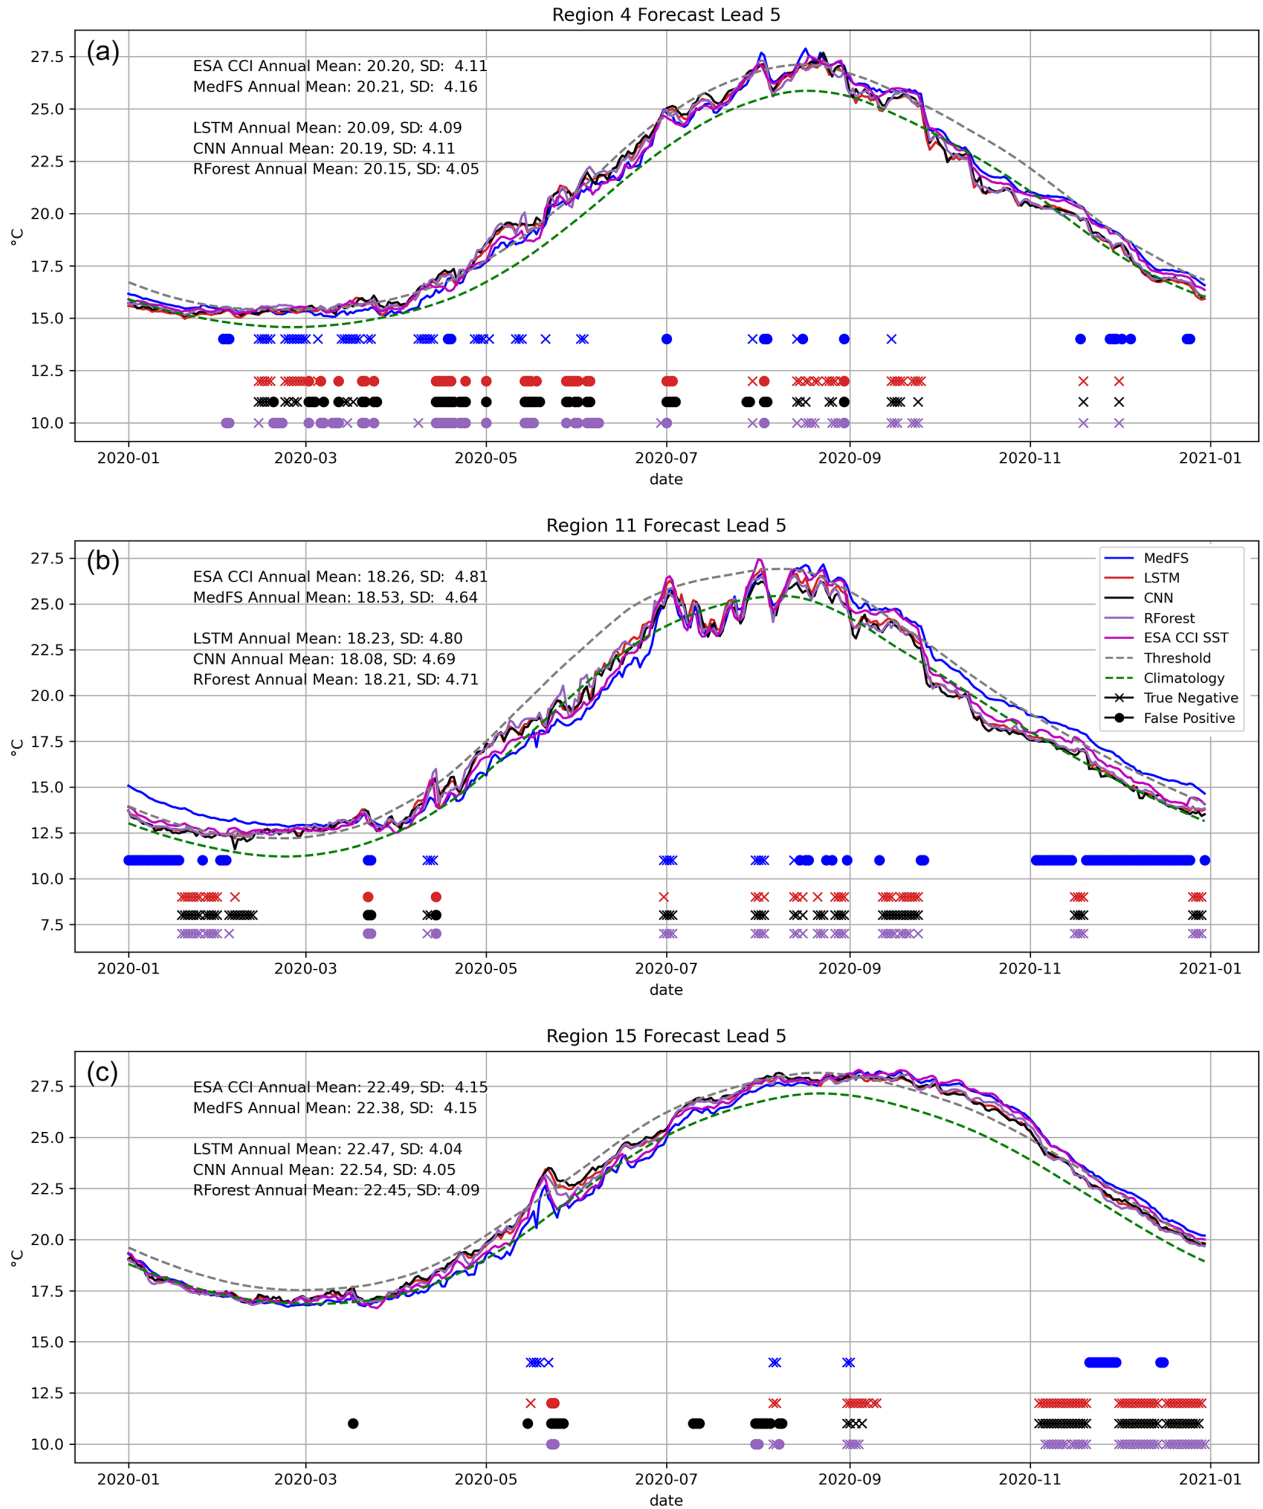 Region 4 Forecast Lead 5
(a)
ESA CCI Annual Mean: 20.20, SD:  4.11
MedFS Annual Mean: 20.21, SD:  4.16
LSTM Annual Mean: 20.09, SD: 4.09
CNN Annual Mean: 20.19, SD: 4.11
RForest Annual Mean: 20.15, SD: 4.05
27.5
25.0
22.5
20.0
17.5
15.0
12.5
10.0
°C
2020-01 2020-03 2020-05 2020-07 2020-09 2020-11 2021-01
date
Region 11 Forecast Lead 5
(b)
ESA CCI Annual Mean: 18.26, SD:  4.81
MedFS Annual Mean: 18.53, SD:  4.64
LSTM Annual Mean: 18.23, SD: 4.80
CNN Annual Mean: 18.08, SD: 4.69
RForest Annual Mean: 18.21, SD: 4.71
MedFS
LSTM
CNN
RForest
ESA CCI SST
Threshold
Climatology
True Negative
False Positive
27.5
25.0
22.5
20.0
17.5
15.0
12.5
10.0
7.5
°C
2020-01 2020-03 2020-05 2020-07 2020-09 2020-11 2021-01
date
Region 15 Forecast Lead 5
(c)
ESA CCI Annual Mean: 22.49, SD:  4.15
MedFS Annual Mean: 22.38, SD:  4.15
LSTM Annual Mean: 22.47, SD: 4.04
CNN Annual Mean: 22.54, SD: 4.05
RForest Annual Mean: 22.45, SD: 4.09
27.5
25.0
22.5
20.0
17.5
15.0
12.5
10.0
°C
2020-01 2020-03 2020-05 2020-07 2020-09 2020-11 2021-01
date